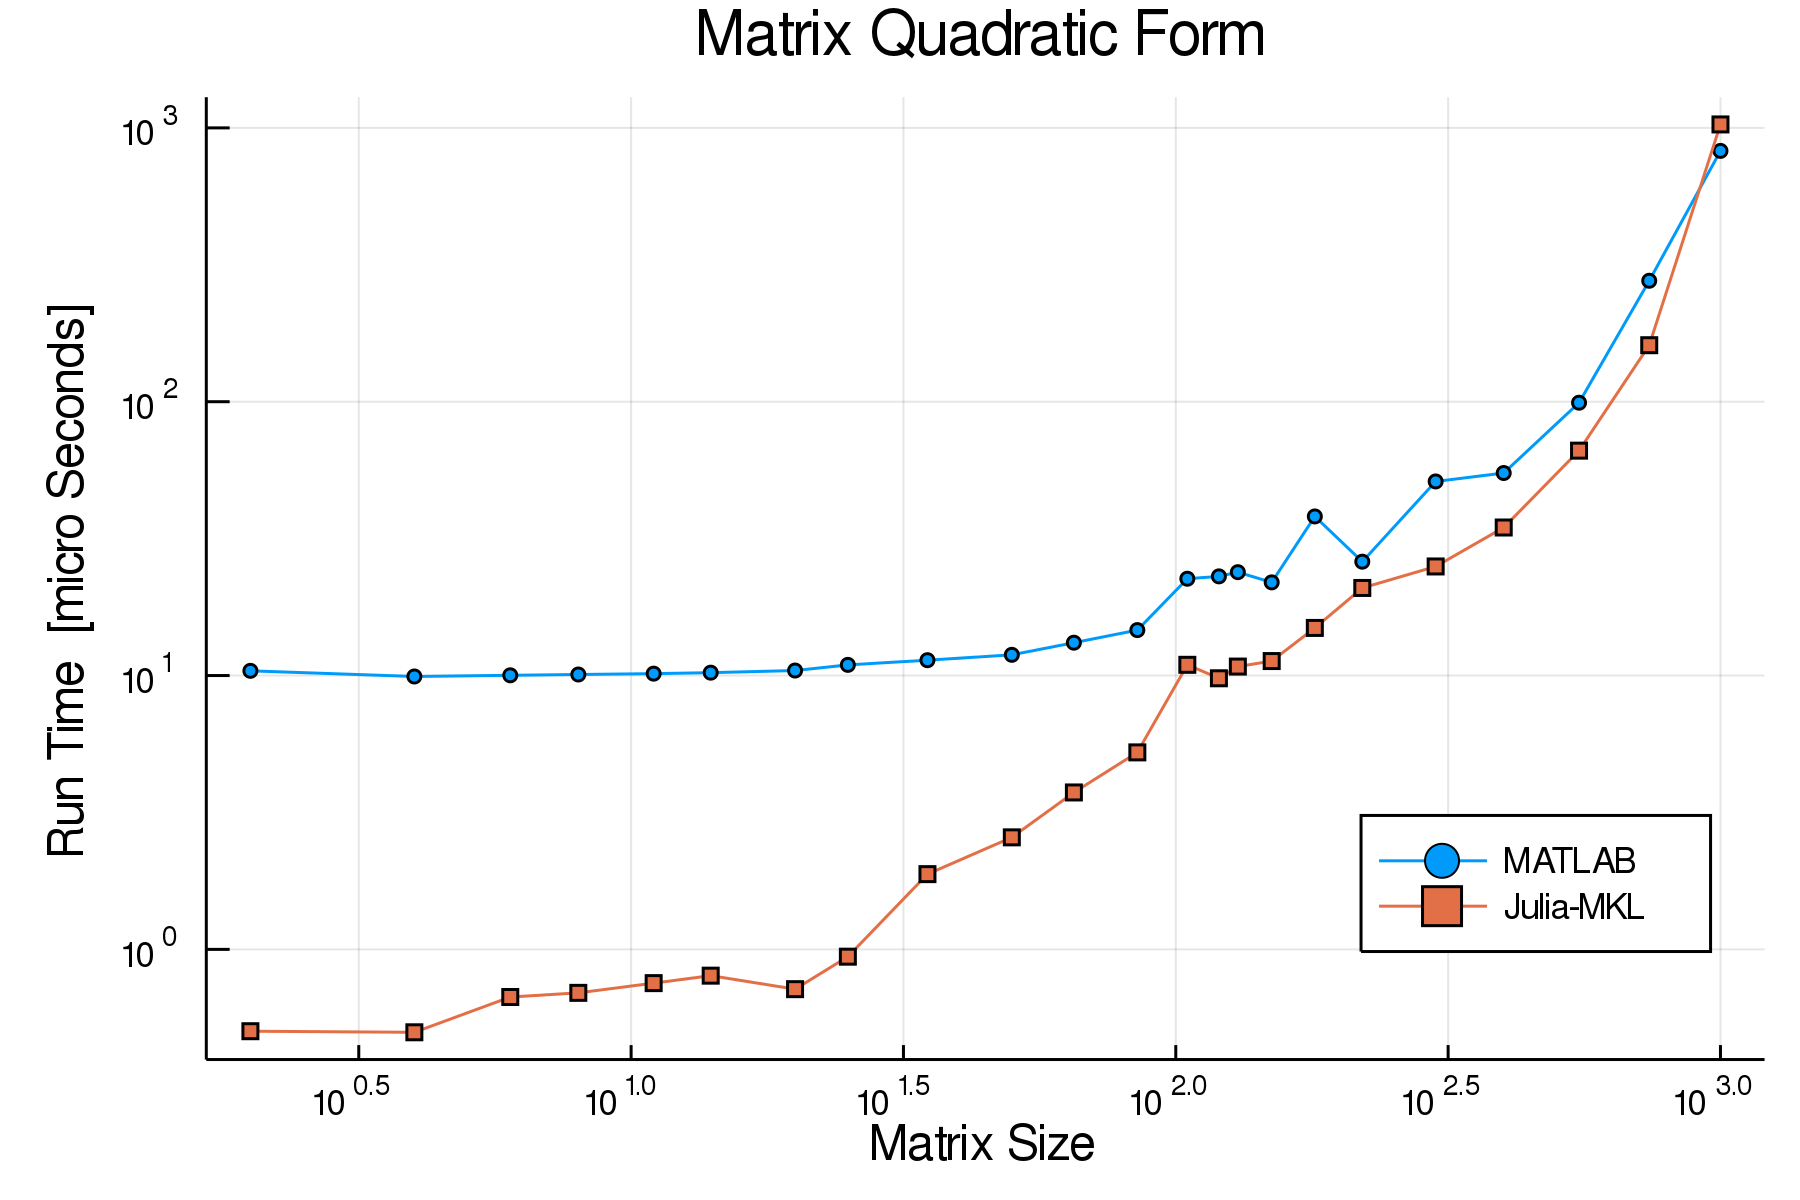 Matrix Quadratic Form
10^3
10^2
10^1
10^0
Run Time [micro Seconds]
MATLAB
Julia-MKL
10^0.5 10^1.0 10^1.5 10^2.0 10^2.5 10^3.0
Matrix Size